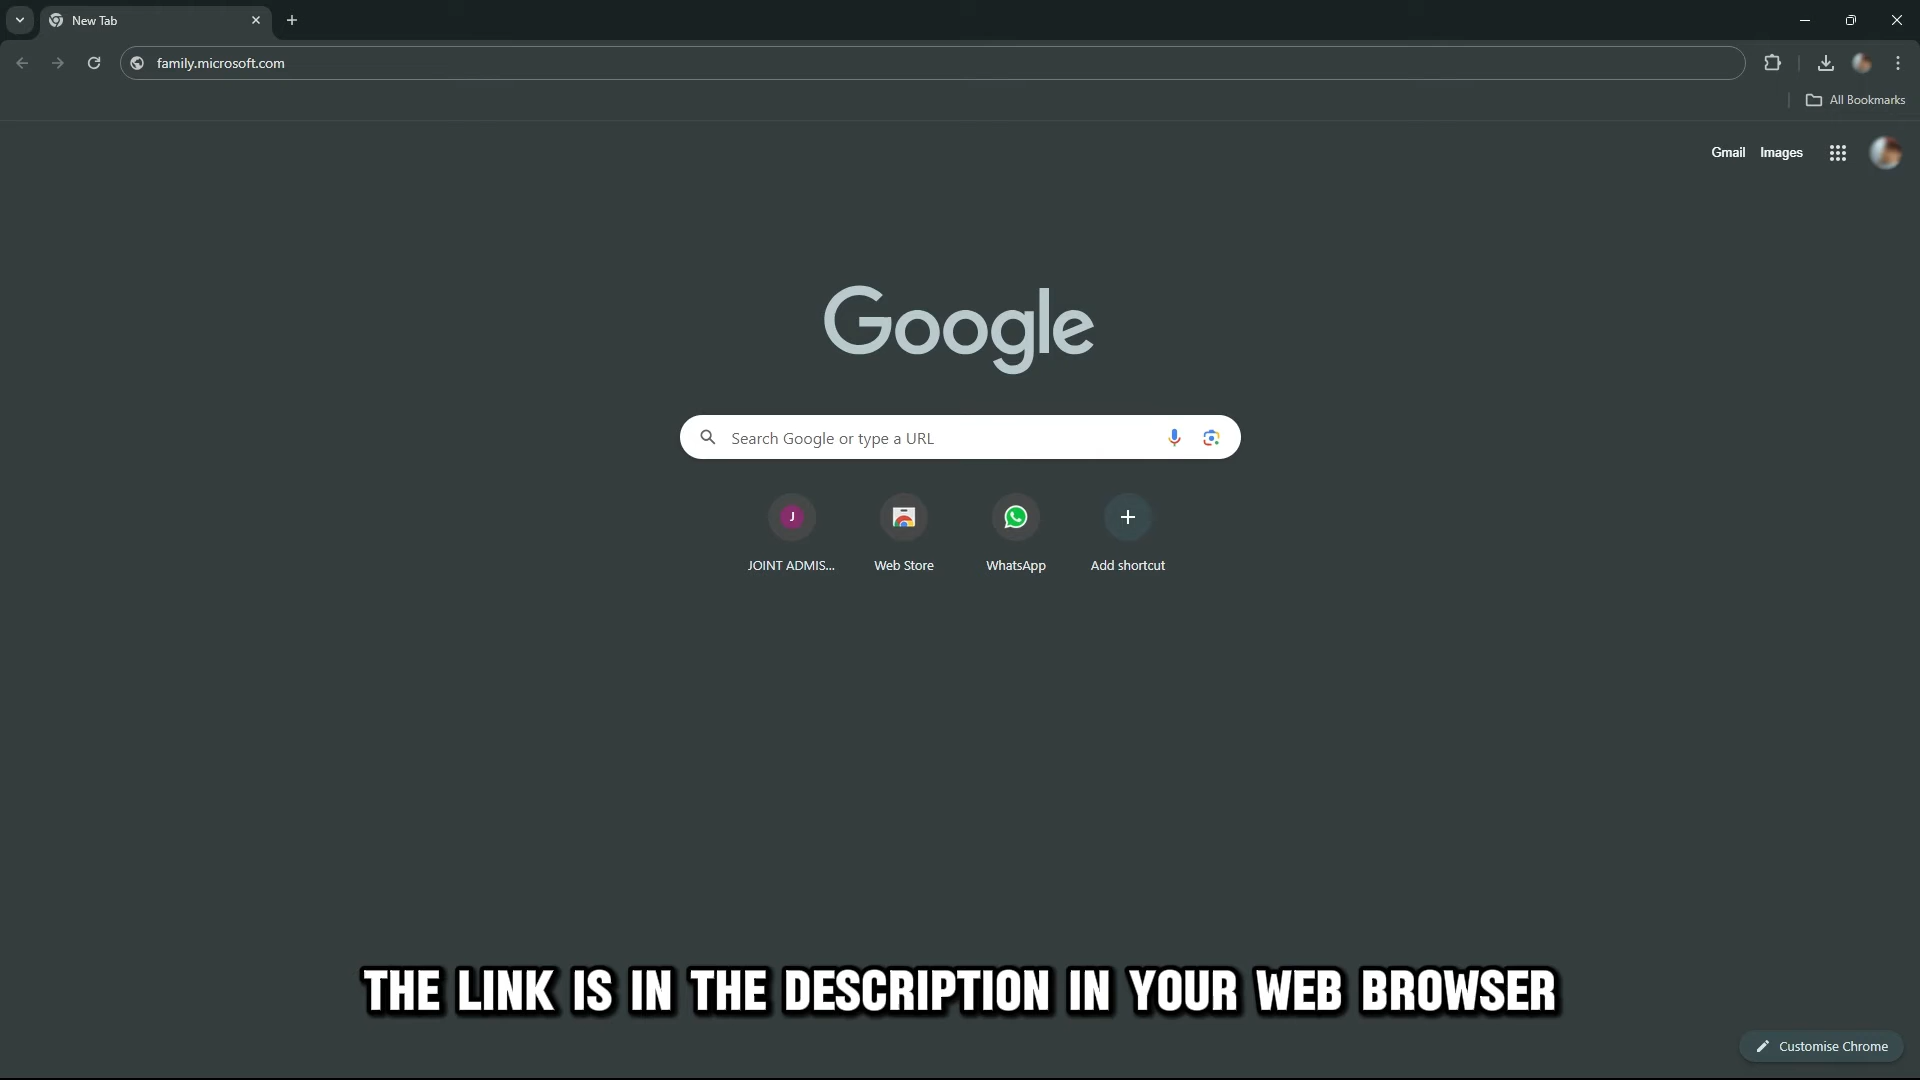 New Tab
family.microsoft.com
All Bookmarks
Gmail Images
Google
Search Google or type a URL
J
JOINT ADMIS... Web Store WhatsApp Add shortcut
THE LINK IS IN THE DESCRIPTION IN YOUR WEB BROWSER
Customise Chrome